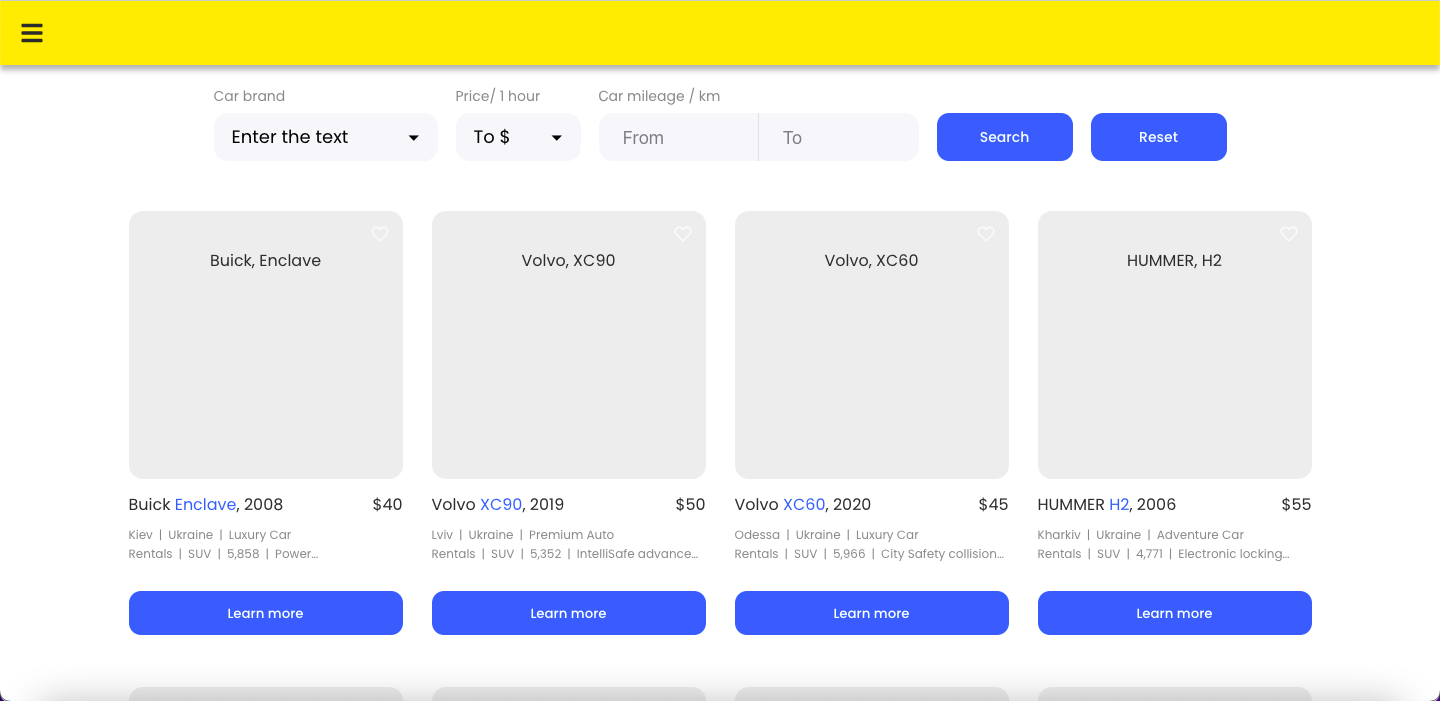 Car brand Price/ 1 hour Car mileage / km
Enter the text To $ From To Search Reset
Buick, Enclave Volvo, XC90 Volvo, XC60 HUMMER, H2
Buick Enclave, 2008 $40
Kiev | Ukraine | Luxury Car
Rentals | SUV | 5,858 | Power...
Learn more
Volvo XC90, 2019 $50
Lviv | Ukraine | Premium Auto
Rentals | SUV | 5,352 | IntelliSafe advance...
Learn more
Volvo XC60, 2020 $45
Odessa | Ukraine | Luxury Car
Rentals | SUV | 5,966 | City Safety collision...
Learn more
HUMMER H2, 2006 $55
Kharkiv | Ukraine | Adventure Car
Rentals | SUV | 4,771 | Electronic locking...
Learn more